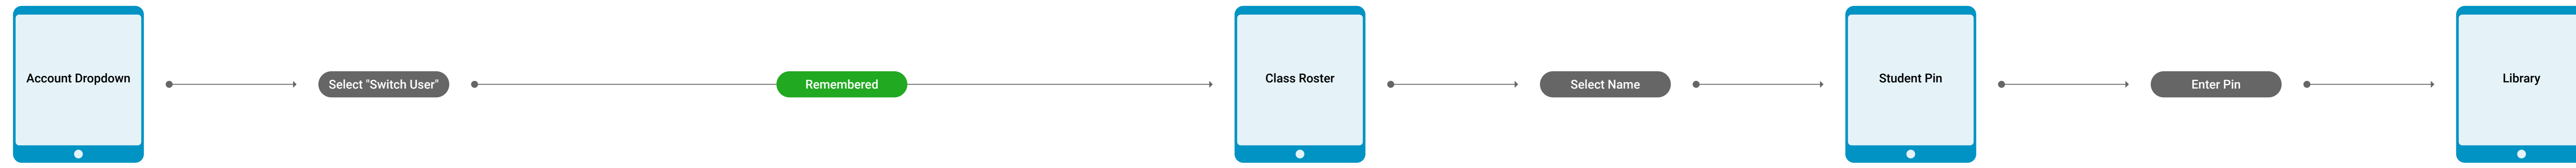 Account Dropdown
Select "Switch User"
Remembered
Class Roster
Select Name
Student Pin
Enter Pin
Library